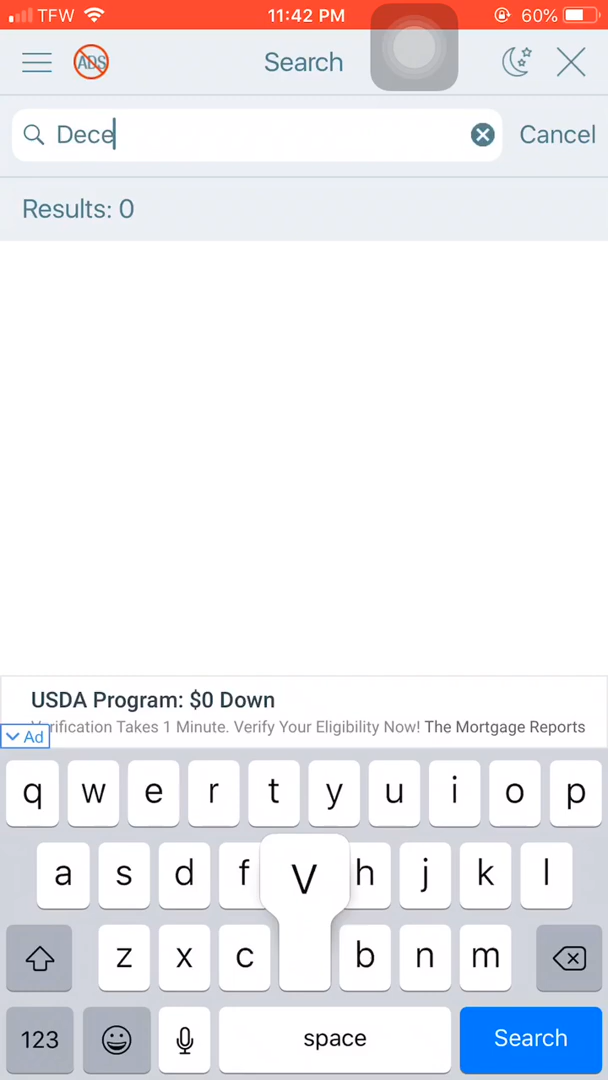 TFW 11:42 PM 60%
ADS Search
Dece Cancel
Results: 0
USDA Program: $0 Down
Verification Takes 1 Minute. Verify Your Eligibility Now! The Mortgage Reports
Ad
q w e r t y u i o p
a s d f V h j k l
z x c b n m
123 space Search